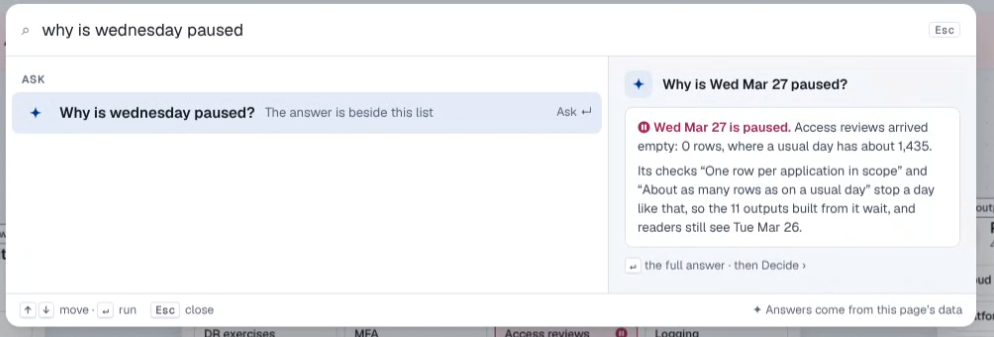 why is wednesday paused
Esc
ASK
Why is wednesday paused? The answer is beside this list Ask ↵
Why is Wed Mar 27 paused?
Wed Mar 27 is paused. Access reviews arrived
empty: 0 rows, where a usual day has about 1,435.
Its checks “One row per application in scope” and
“About as many rows as on a usual day” stop a day
like that, so the 11 outputs built from it wait, and
readers still see Tue Mar 26.
↵ the full answer · then Decide ›
↑ ↓ move · ↵ run Esc close
✦ Answers come from this page's data
DR exercises
MFA
Access reviews
Logging